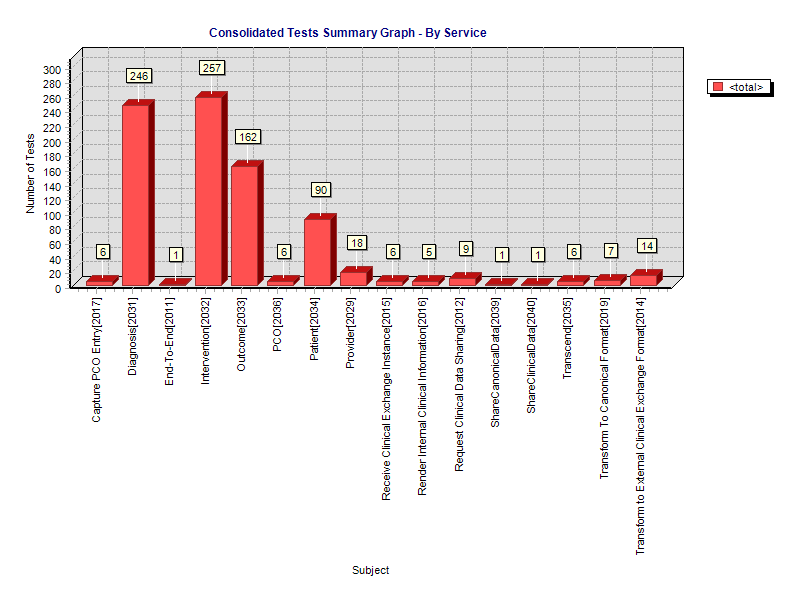 Consolidated Tests Summary Graph - By Service
<total>
Number of Tests
300
280
260
240
220
200
180
160
140
120
100
80
60
40
20
0
6
246
1
257
162
6
90
18
6
5
9
1
1
6
7
14
Capture PCO Entry[2017]
Diagnosis[2031]
End-To-End[2011]
Intervention[2032]
Outcome[2033]
PCO[2036]
Patient[2034]
Provider[2029]
Receive Clinical Exchange Instance[2015]
Render Internal Clinical Information[2016]
Request Clinical Data Sharing[2012]
ShareCanonicalData[2039]
ShareClinicalData[2040]
Transcend[2035]
Transform To Canonical Format[2019]
Transform to External Clinical Exchange Format[2014]
Subject